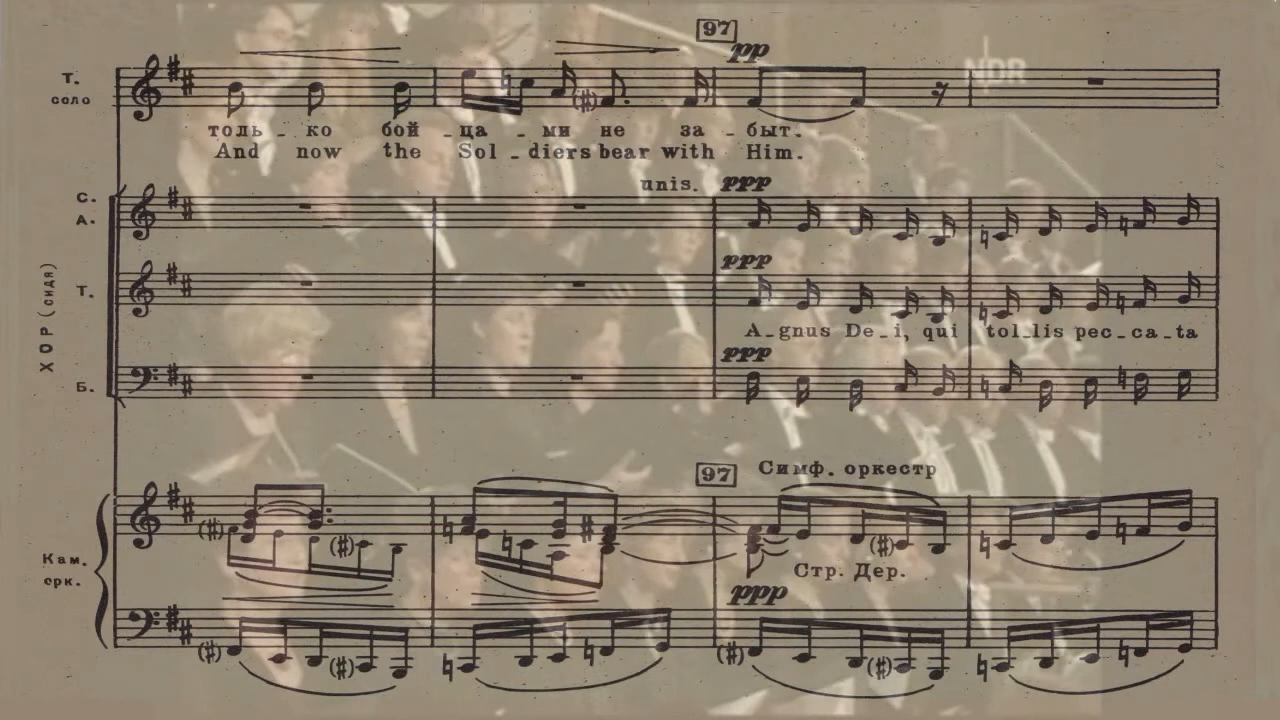 97
pp
NDR
Т.
соло
толь - ко бой - ца - ми не за - быт.
And now the Sol - diers bear with Him.
unis. ppp
С.
А.
ppp
Т.
ХОР (сидя)
A - gnus De - i, qui tol - lis pec - ca - ta
ppp
Б.
97 Симф. оркестр
Кам.
орк.
Стр. Дер.
ppp